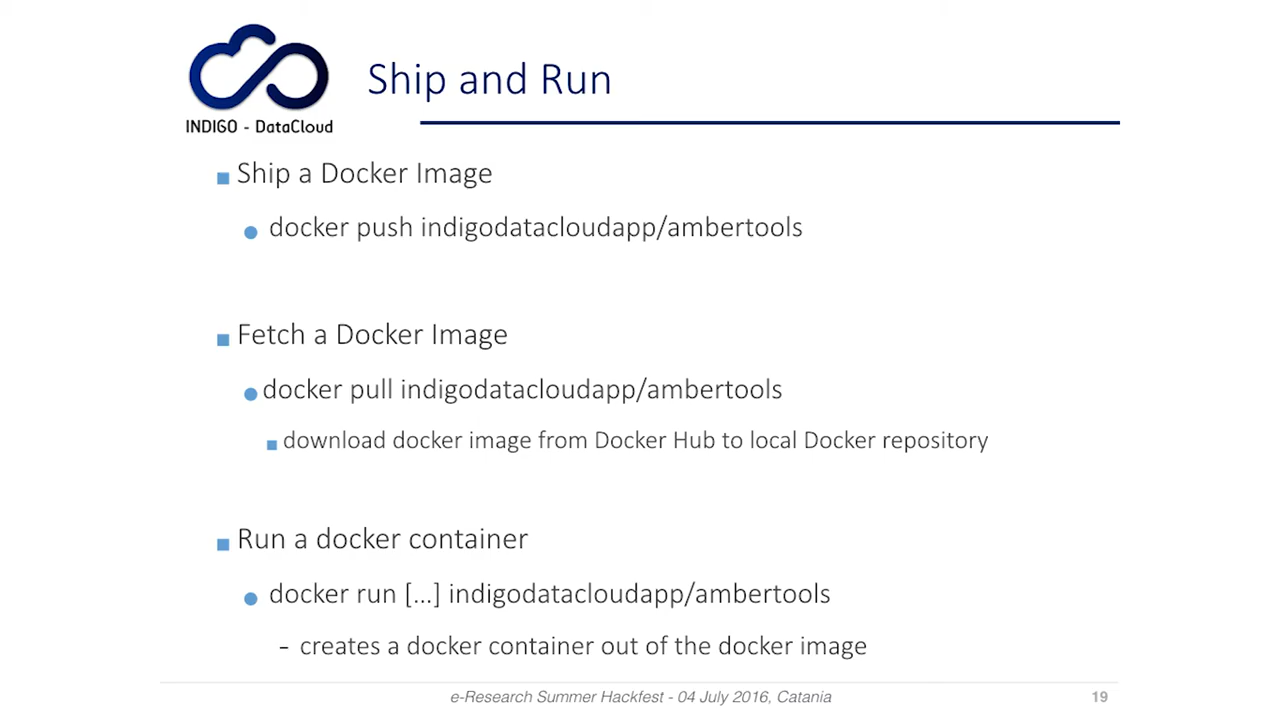 INDIGO - DataCloud
Ship and Run
Ship a Docker Image
docker push indigodatacloudapp/ambertools
Fetch a Docker Image
docker pull indigodatacloudapp/ambertools
download docker image from Docker Hub to local Docker repository
Run a docker container
docker run [...] indigodatacloudapp/ambertools
- creates a docker container out of the docker image
e-Research Summer Hackfest - 04 July 2016, Catania
19